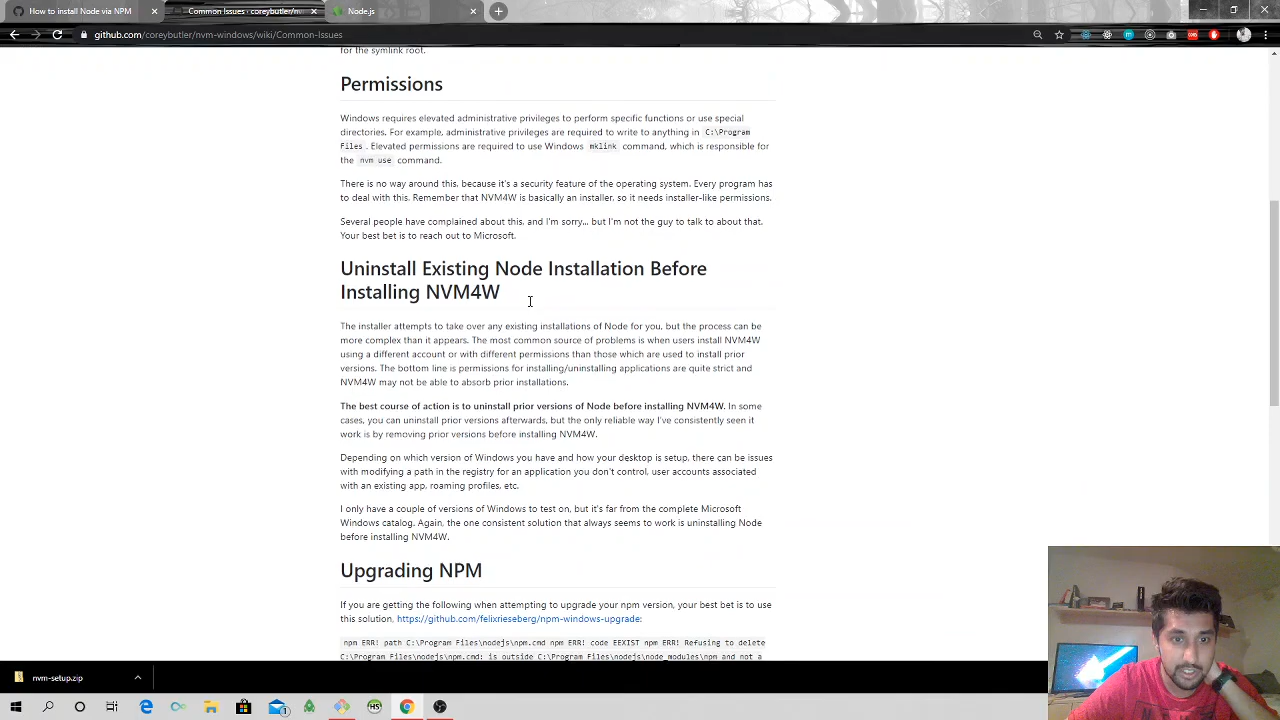 How to install Node via NPM
Common Issues · coreybutler/n
Node.js
github.com/coreybutler/nvm-windows/wiki/Common-Issues
for the symlink root.
Permissions
Windows requires elevated administrative privileges to perform specific functions or use special
directories. For example, administrative privileges are required to write to anything in C:\Program
Files . Elevated permissions are required to use Windows mklink command, which is responsible for
the nvm use command.
There is no way around this, because it's a security feature of the operating system. Every program has
to deal with this. Remember that NVM4W is basically an installer, so it needs installer-like permissions.
Several people have complained about this, and I'm sorry... but I'm not the guy to talk to about that.
Your best bet is to reach out to Microsoft.
Uninstall Existing Node Installation Before
Installing NVM4W
The installer attempts to take over any existing installations of Node for you, but the process can be
more complex than it appears. The most common source of problems is when users install NVM4W
using a different account or with different permissions than those which are used to install prior
versions. The bottom line is permissions for installing/uninstalling applications are quite strict and
NVM4W may not be able to absorb prior installations.
The best course of action is to uninstall prior versions of Node before installing NVM4W. In some
cases, you can uninstall prior versions afterwards, but the only reliable way I've consistently seen it
work is by removing prior versions before installing NVM4W.
Depending on which version of Windows you have and how your desktop is setup, there can be issues
with modifying a path in the registry for an application you don't control, user accounts associated
with an existing app, roaming profiles, etc.
I only have a couple of versions of Windows to test on, but it's far from the complete Microsoft
Windows catalog. Again, the one consistent solution that always seems to work is uninstalling Node
before installing NVM4W.
Upgrading NPM
If you are getting the following when attempting to upgrade your npm version, your best bet is to use
this solution, https://github.com/felixrieseberg/npm-windows-upgrade:
npm ERR! path C:\Program Files\nodejs\npm.cmd npm ERR! code EEXIST npm ERR! Refusing to delete
C:\Program Files\nodejs\npm.cmd: is outside C:\Program Files\nodejs\node_modules\npm and not a
nvm-setup.zip